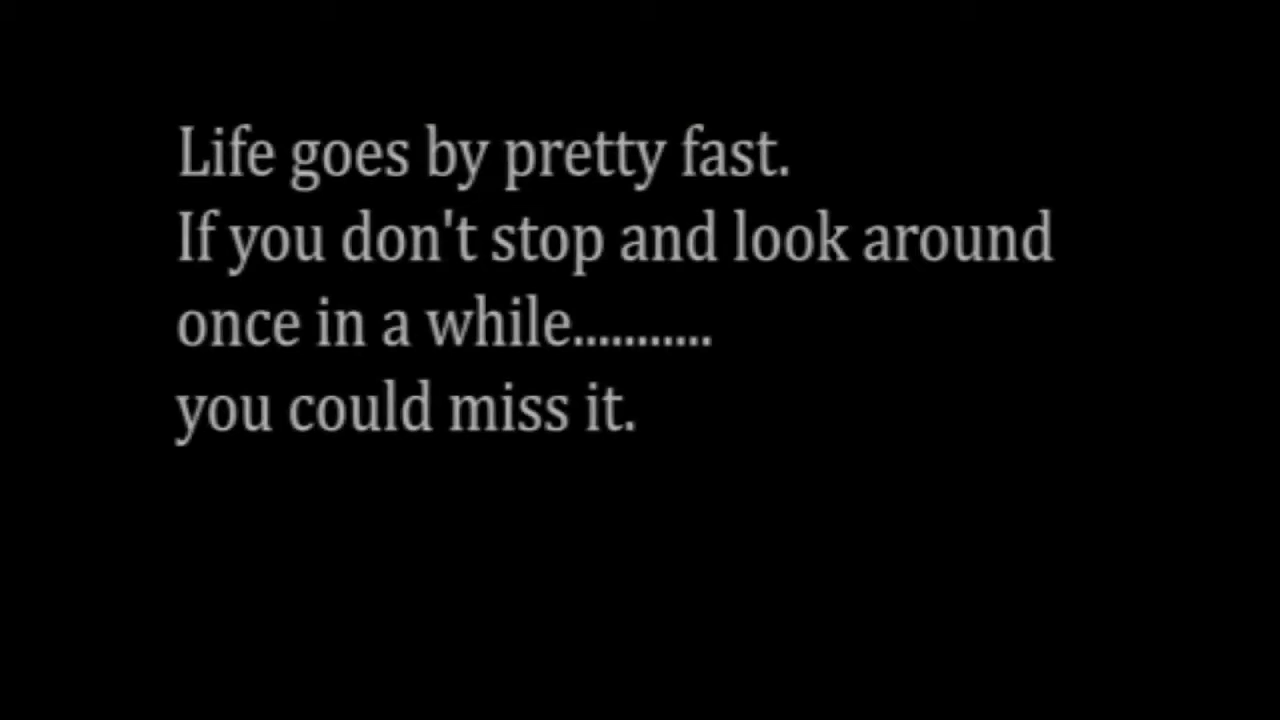 Life goes by pretty fast.
If you don't stop and look around
once in a while...........
you could miss it.